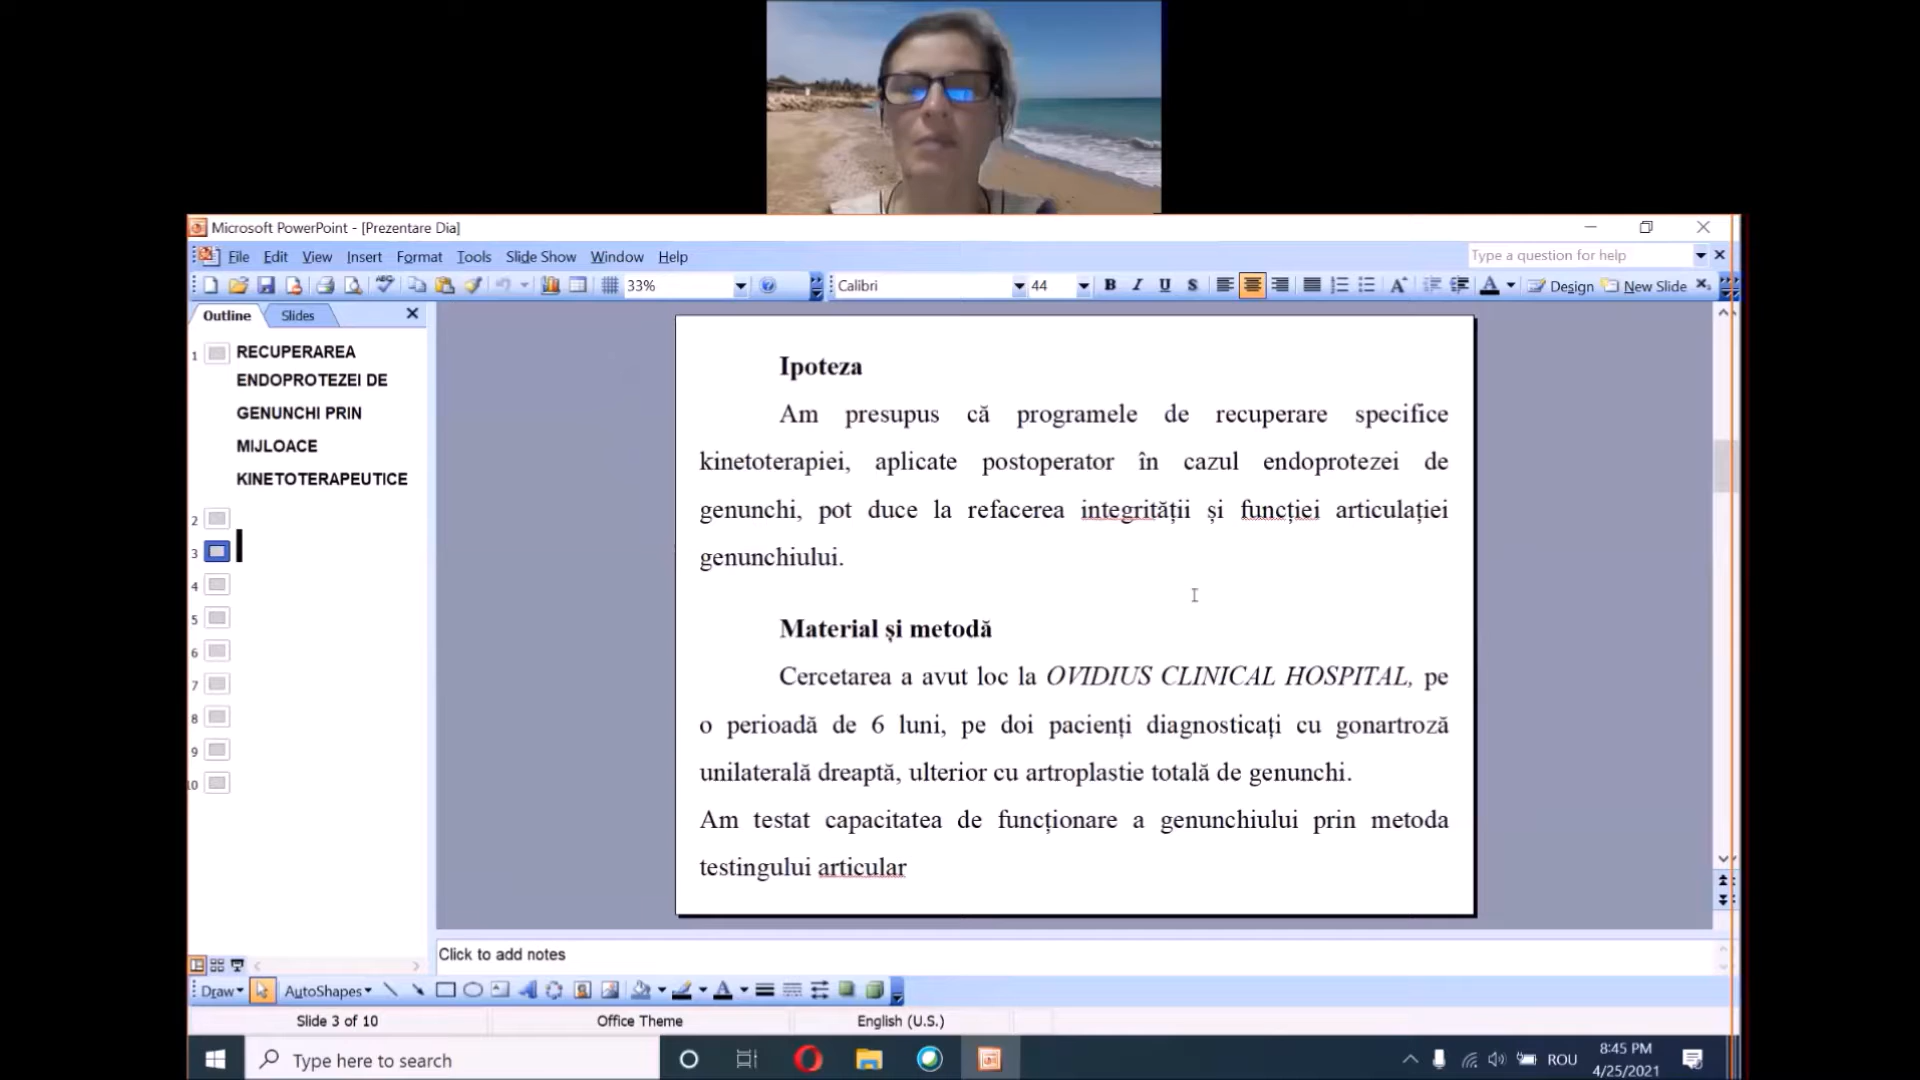 Microsoft PowerPoint - [Prezentare Dia]
File Edit View Insert Format Tools Slide Show Window Help
Type a question for help
33%
Calibri
44
B I U S
Design
New Slide
Outline
Slides
1 RECUPERAREA
ENDOPROTEZEI DE
GENUNCHI PRIN
MIJLOACE
KINETOTERAPEUTICE
2
3
4
5
6
7
8
9
10
Ipoteza
Am presupus că programele de recuperare specifice
kinetoterapiei, aplicate postoperator în cazul endoprotezei de
genunchi, pot duce la refacerea integrității și funcției articulației
genunchiului.
Material și metodă
Cercetarea a avut loc la OVIDIUS CLINICAL HOSPITAL, pe
o perioadă de 6 luni, pe doi pacienți diagnosticați cu gonartroză
unilaterală dreaptă, ulterior cu artroplastie totală de genunchi.
Am testat capacitatea de funcționare a genunchiului prin metoda
testingului articular
Click to add notes
Draw AutoShapes
Slide 3 of 10
Office Theme
English (U.S.)
Type here to search
ROU
8:45 PM
4/25/2021